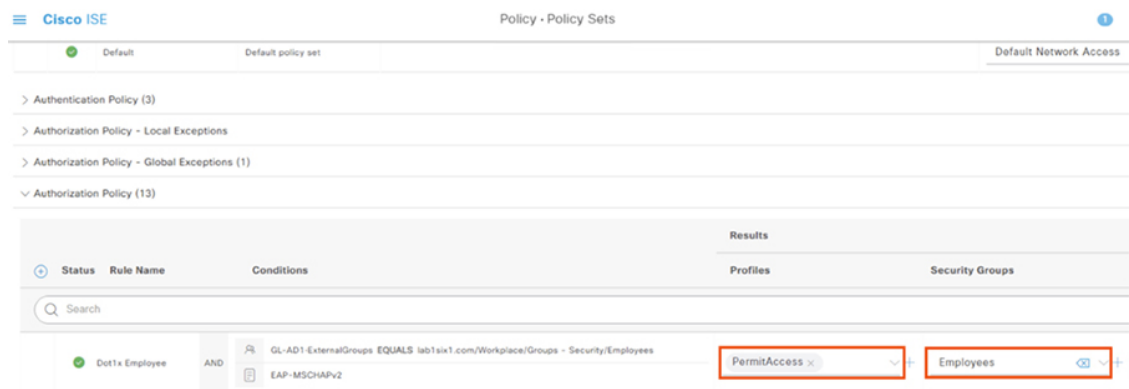 Cisco ISE Policy · Policy Sets 1
Default Default policy set Default Network Access
Authentication Policy (3)
Authorization Policy - Local Exceptions
Authorization Policy - Global Exceptions (1)
Authorization Policy (13)
Results
Status Rule Name Conditions Profiles Security Groups
Search
GL-AD1-ExternalGroups EQUALS lab1six1.com/Workplace/Groups - Security/Employees
Dot1x Employee AND PermitAccess × Employees
EAP-MSCHAPv2